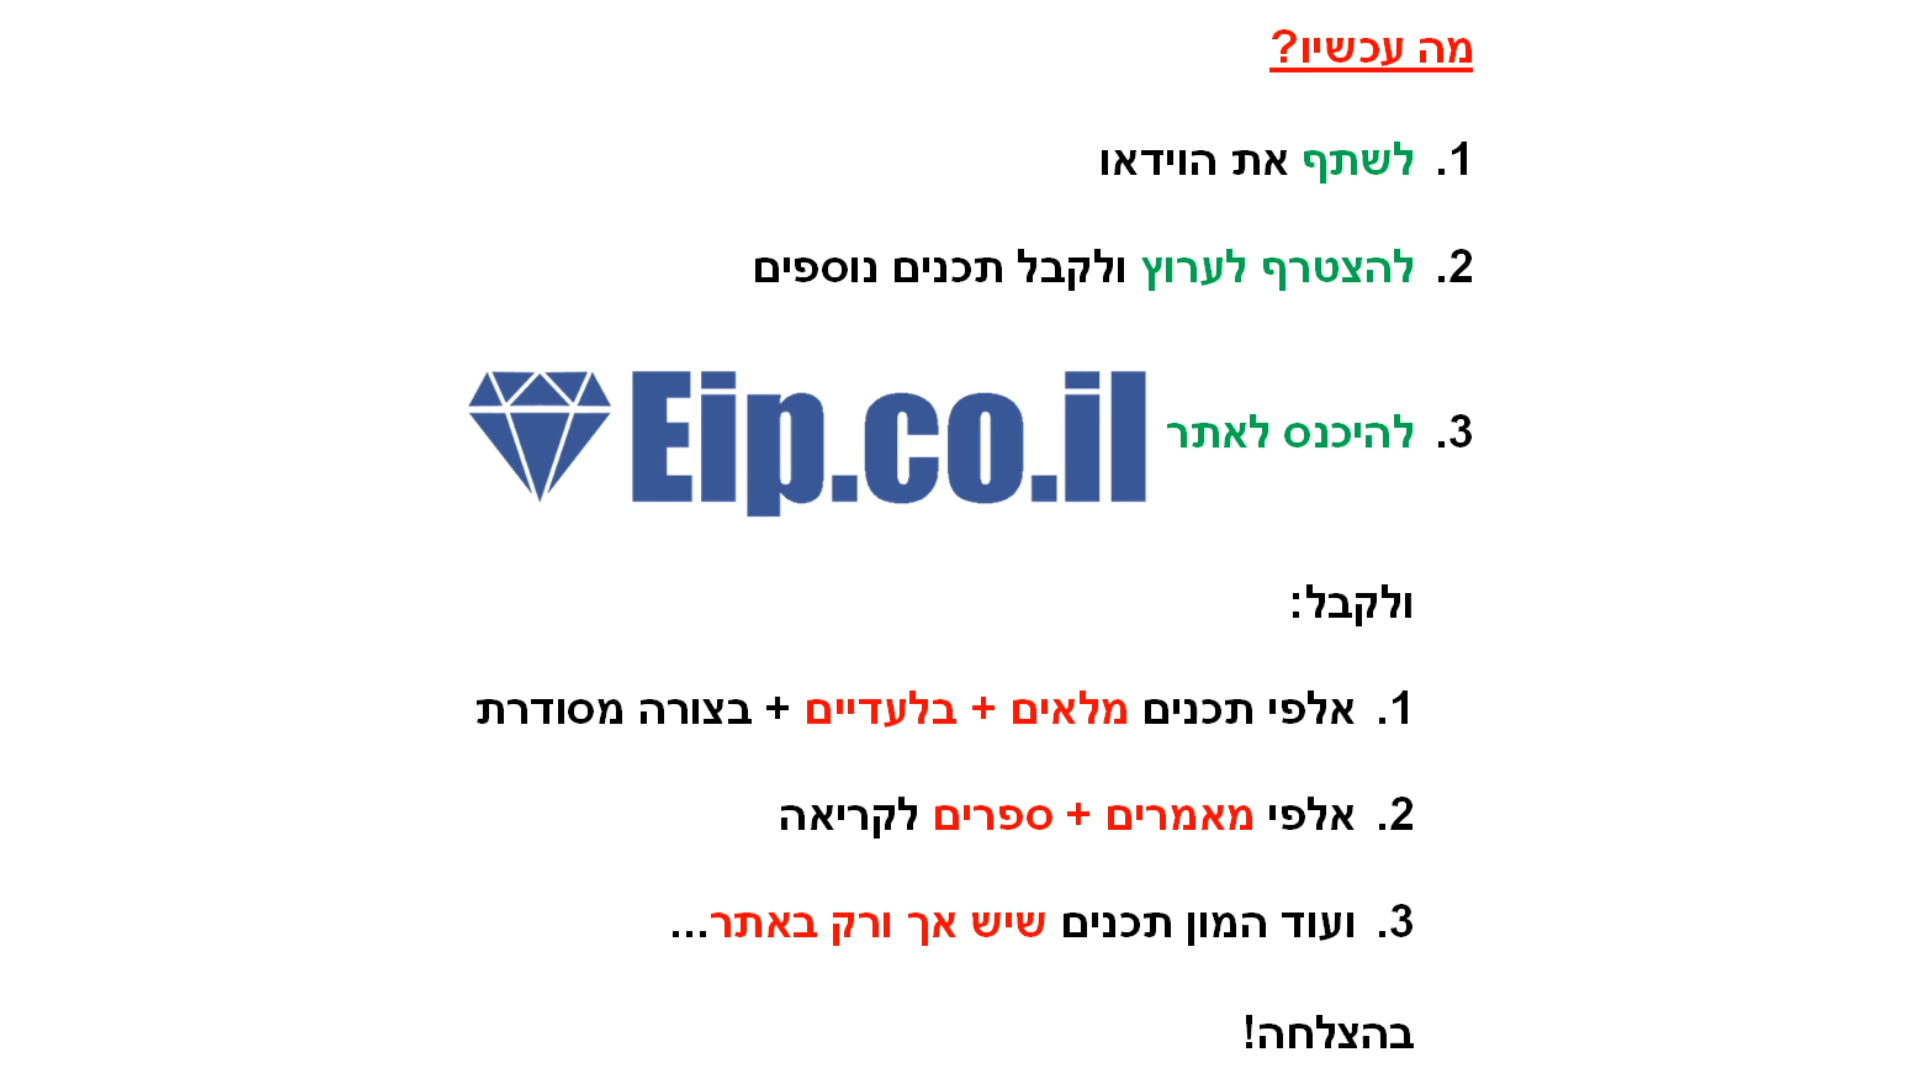 מה עכשיו?
1. לשתף את הוידאו
2. להצטרף לערוץ ולקבל תכנים נוספים
3. להיכנס לאתר Eip.co.il
ולקבל:
1. אלפי תכנים מלאים + בלעדיים + בצורה מסודרת
2. אלפי מאמרים + ספרים לקריאה
3. ועוד המון תכנים שיש אך ורק באתר...
בהצלחה!